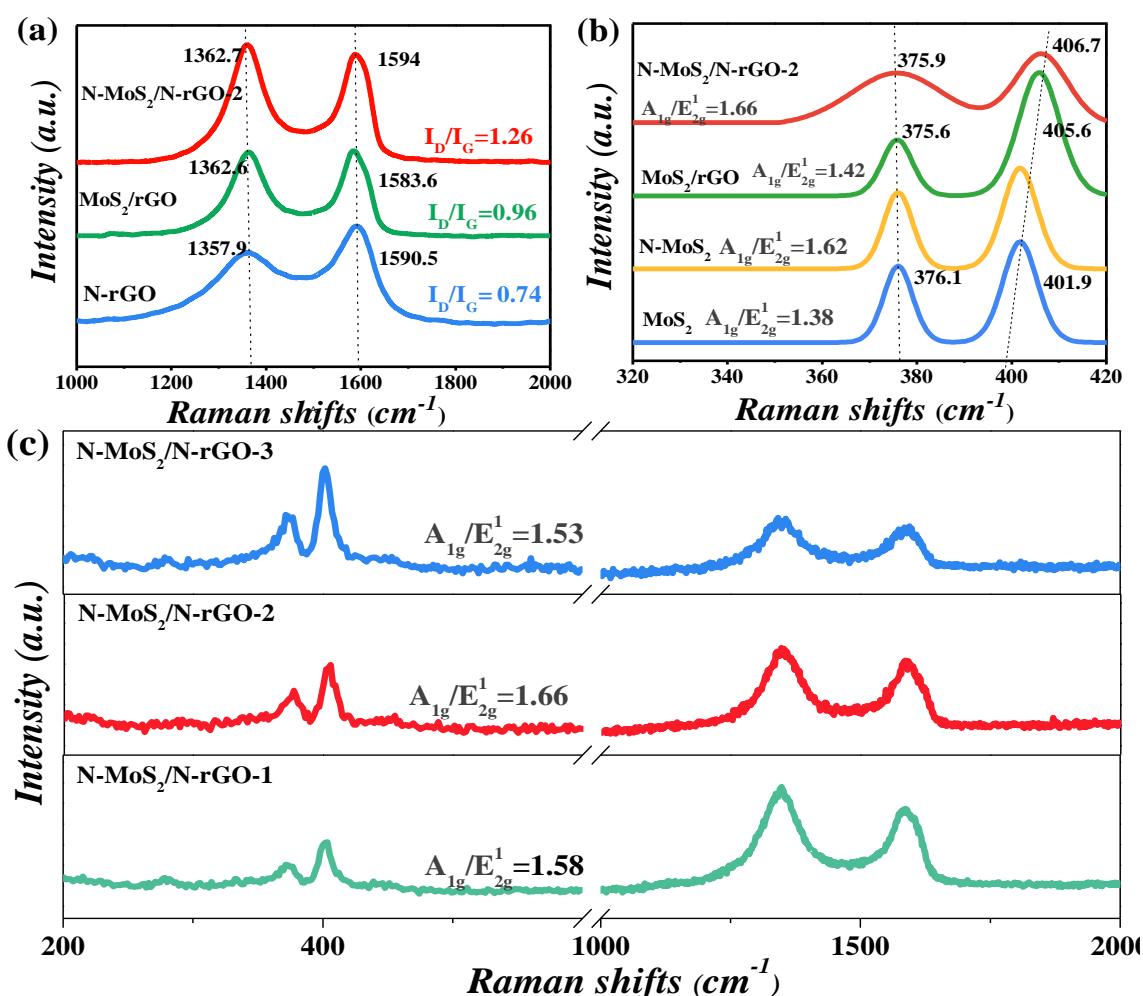 (a)
1362.7
1594
N-MoS2/N-rGO-2
ID/IG=1.26
1362.6
1583.6
MoS2/rGO
ID/IG=0.96
1357.9
1590.5
N-rGO
ID/IG= 0.74
1000 1200 1400 1600 1800 2000
Raman shifts (cm-1)
Intensity (a.u.)
(b)
406.7
N-MoS2/N-rGO-2
375.9
A1g/E12g=1.66
375.6
405.6
MoS2/rGO A1g/E12g=1.42
N-MoS2 A1g/E12g=1.62
376.1
401.9
MoS2 A1g/E12g=1.38
320 340 360 380 400 420
Raman shifts (cm-1)
Intensity (a.u.)
(c)
N-MoS2/N-rGO-3
A1g/E12g=1.53
N-MoS2/N-rGO-2
A1g/E12g=1.66
N-MoS2/N-rGO-1
A1g/E12g=1.58
200 400 1000 1500 2000
Raman shifts (cm-1)
Intensity (a.u.)